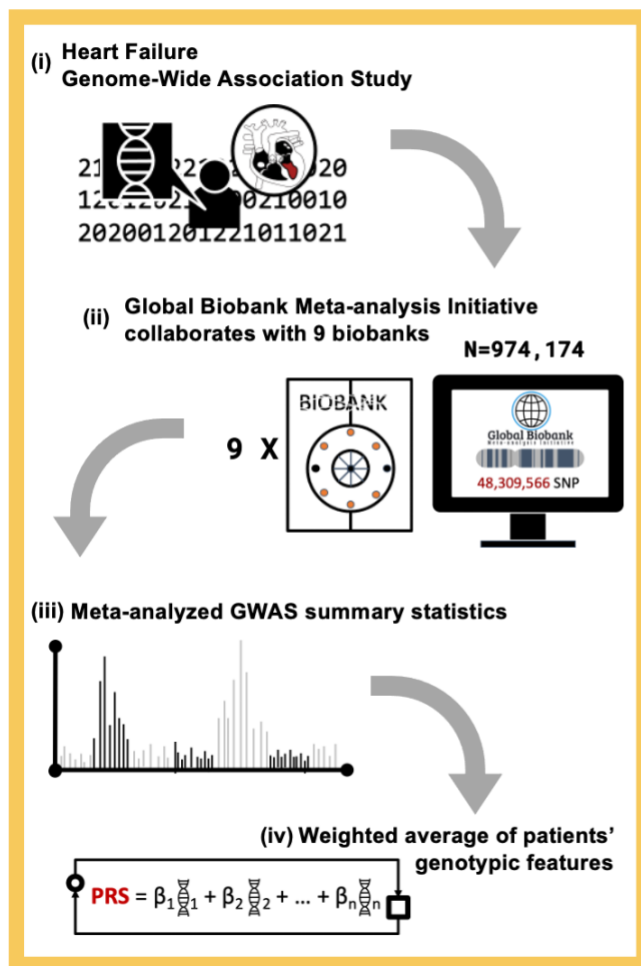 (i) Heart Failure
Genome-Wide Association Study
20
00210010
202001201221011021
(ii) Global Biobank Meta-analysis Initiative
collaborates with 9 biobanks
N=974,174
9 X
BIOBANK
Global Biobank
Meta-analysis Initiative
48,309,566 SNP
(iii) Meta-analyzed GWAS summary statistics
(iv) Weighted average of patients’
genotypic features
PRS = β1 1 + β2 2 + ... + βn n